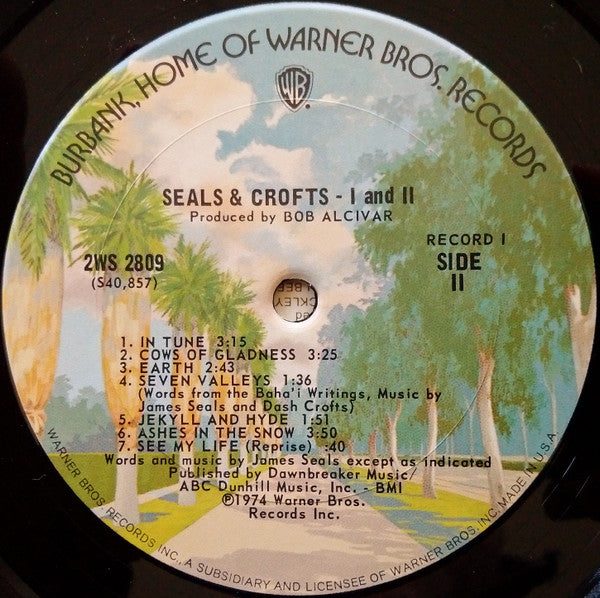 BURBANK, HOME OF WARNER BROS. RECORDS
WB
SEALS & CROFTS - I and II
Produced by BOB ALCIVAR
2WS 2809
(S40,857)
RECORD I
SIDE
II
1. IN TUNE 3:15
2. COWS OF GLADNESS 3:25
3. EARTH 2:43
4. SEVEN VALLEYS 1:36
(Words from the Baha'i Writings, Music by
James Seals and Dash Crofts)
5. JEKYLL AND HYDE 1:51
6. ASHES IN THE SNOW 3:50
7. SEE MY LIFE (Reprise) :40
Words and music by James Seals except as indicated
Published by Dawnbreaker Music/
ABC Dunhill Music, Inc. - BMI
℗1974 Warner Bros.
Records Inc.
WARNER BROS. RECORDS INC., A SUBSIDIARY AND LICENSEE OF WARNER BROS. INC. MADE IN U.S.A.